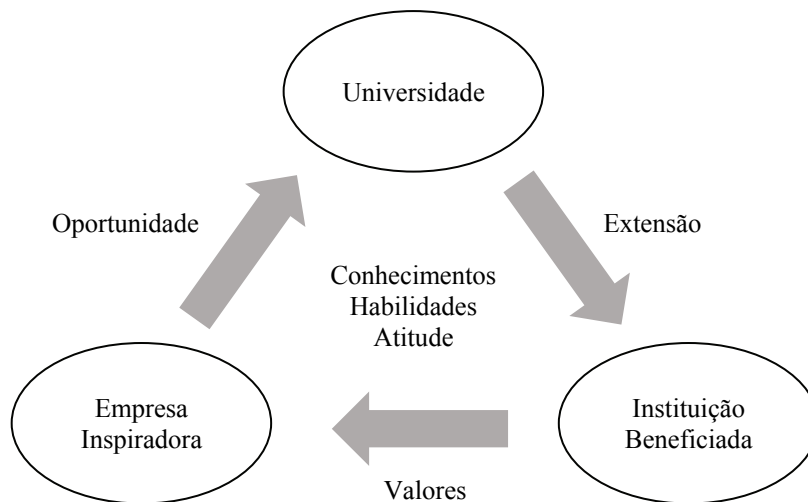 Universidade
Oportunidade
Extensão
Conhecimentos
Habilidades
Atitude
Empresa
Inspiradora
Instituição
Beneficiada
Valores